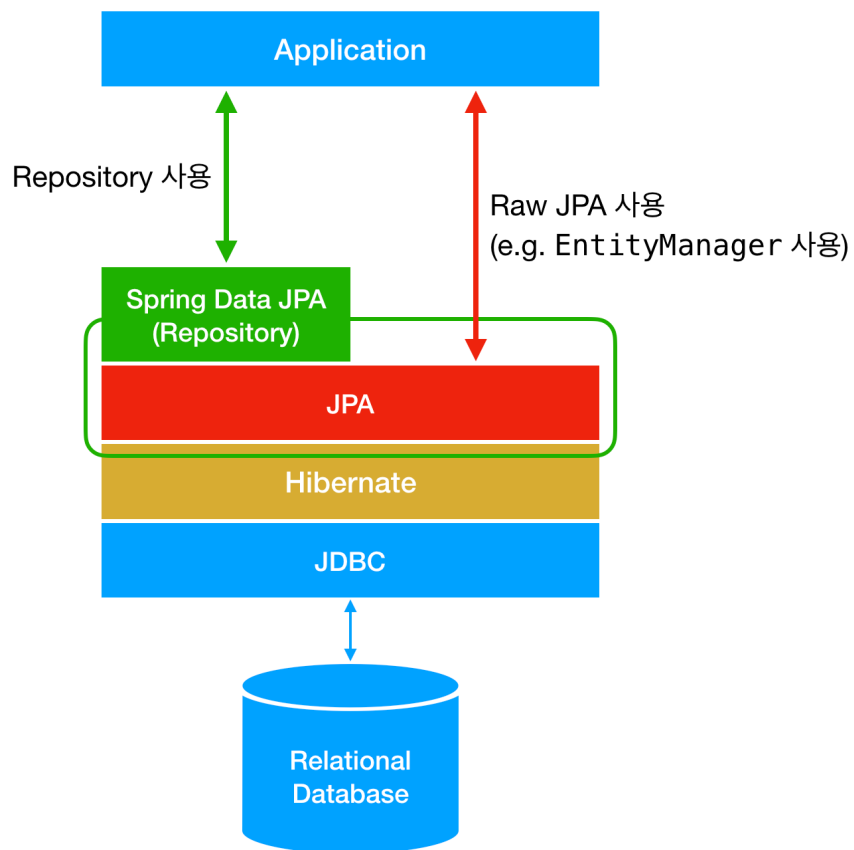 Application
Repository 사용
Raw JPA 사용
(e.g. EntityManager 사용)
Spring Data JPA
(Repository)
JPA
Hibernate
JDBC
Relational
Database